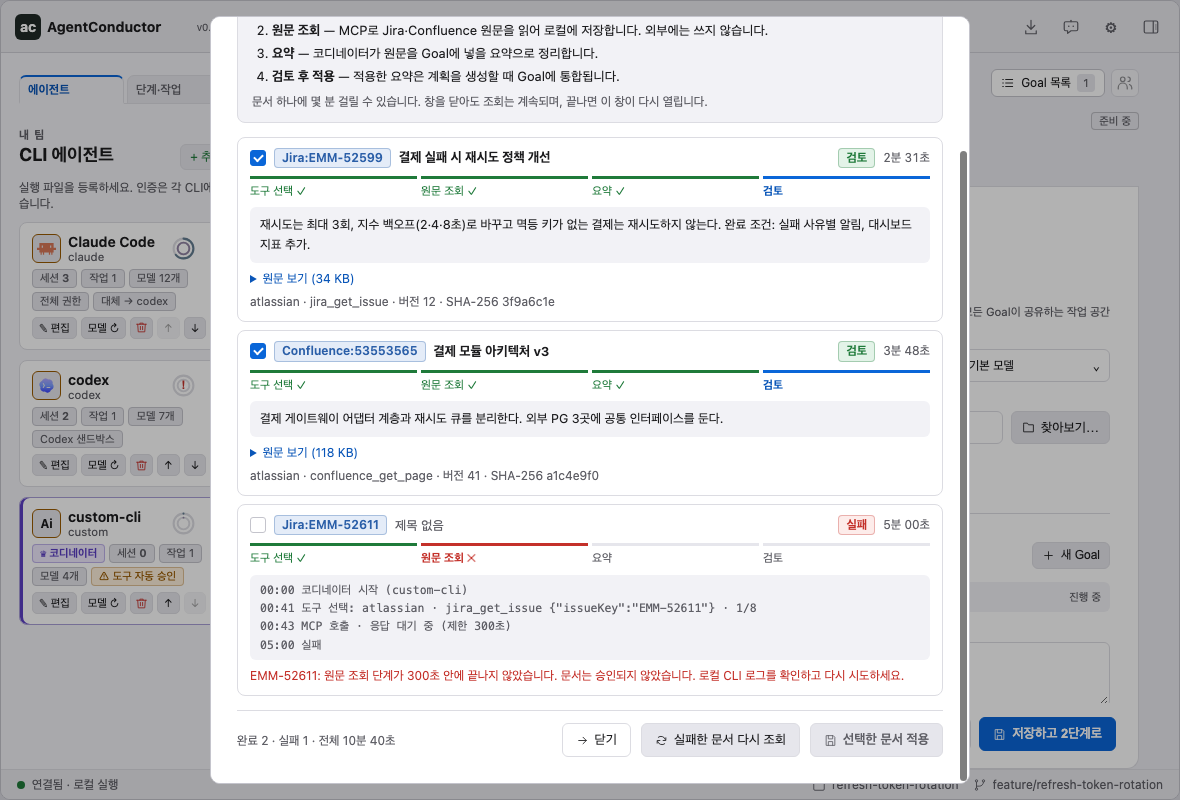 ac AgentConductor v0.
에이전트
단계·작업
내 팀
CLI 에이전트
+ 추
실행 파일을 등록하세요. 인증은 각 CLI에
습니다.
Claude Code
claude
세션 3 작업 1 모델 12개
전체 권한 대체 → codex
편집 모델
codex
codex
세션 2 작업 1 모델 7개
Codex 샌드박스
편집 모델
Ai custom-cli
custom
코디네이터 세션 0 작업 1
모델 4개 도구 자동 승인
편집 모델
연결됨 · 로컬 실행
2. 원문 조회 — MCP로 Jira·Confluence 원문을 읽어 로컬에 저장합니다. 외부에는 쓰지 않습니다.
3. 요약 — 코디네이터가 원문을 Goal에 넣을 요약으로 정리합니다.
4. 검토 후 적용 — 적용한 요약은 계획을 생성할 때 Goal에 통합됩니다.
문서 하나에 몇 분 걸릴 수 있습니다. 창을 닫아도 조회는 계속되며, 끝나면 이 창이 다시 열립니다.
Jira:EMM-52599 결제 실패 시 재시도 정책 개선 검토 2분 31초
도구 선택 ✓ 원문 조회 ✓ 요약 ✓ 검토
재시도는 최대 3회, 지수 백오프(2·4·8초)로 바꾸고 멱등 키가 없는 결제는 재시도하지 않는다. 완료 조건: 실패 사유별 알림, 대시보드
지표 추가.
▶ 원문 보기 (34 KB)
atlassian · jira_get_issue · 버전 12 · SHA-256 3f9a6c1e
Confluence:53553565 결제 모듈 아키텍처 v3 검토 3분 48초
도구 선택 ✓ 원문 조회 ✓ 요약 ✓ 검토
결제 게이트웨이 어댑터 계층과 재시도 큐를 분리한다. 외부 PG 3곳에 공통 인터페이스를 둔다.
▶ 원문 보기 (118 KB)
atlassian · confluence_get_page · 버전 41 · SHA-256 a1c4e9f0
Jira:EMM-52611 제목 없음 실패 5분 00초
도구 선택 ✓ 원문 조회 ✕ 요약 검토
00:00 코디네이터 시작 (custom-cli)
00:41 도구 선택: atlassian · jira_get_issue {"issueKey":"EMM-52611"} · 1/8
00:43 MCP 호출 · 응답 대기 중 (제한 300초)
05:00 실패
EMM-52611: 원문 조회 단계가 300초 안에 끝나지 않았습니다. 문서는 승인되지 않았습니다. 로컬 CLI 로그를 확인하고 다시 시도하세요.
완료 2 · 실패 1 · 전체 10분 40초
→ 닫기
실패한 문서 다시 조회
선택한 문서 적용
Goal 목록 1
준비 중
든 Goal이 공유하는 작업 공간
기본 모델
찾아보기...
+ 새 Goal
진행 중
저장하고 2단계로
refresh-token-rotation
feature/refresh-token-rotation